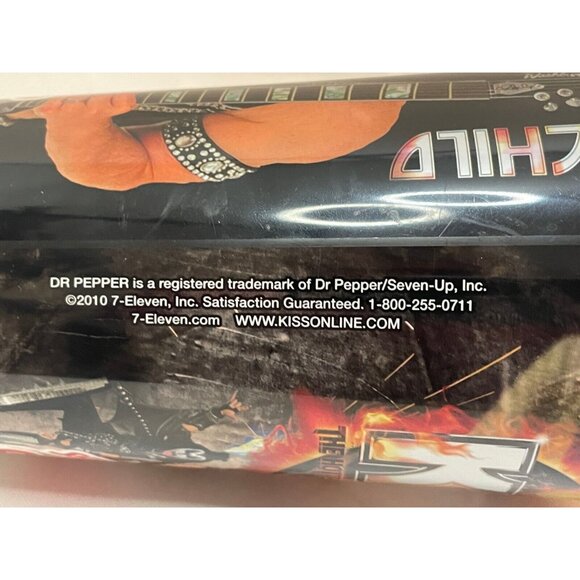 CHILD
DR PEPPER is a registered trademark of Dr Pepper/Seven-Up, Inc.
©2010 7-Eleven, Inc. Satisfaction Guaranteed. 1-800-255-0711
7-Eleven.com WWW.KISSONLINE.COM
THE